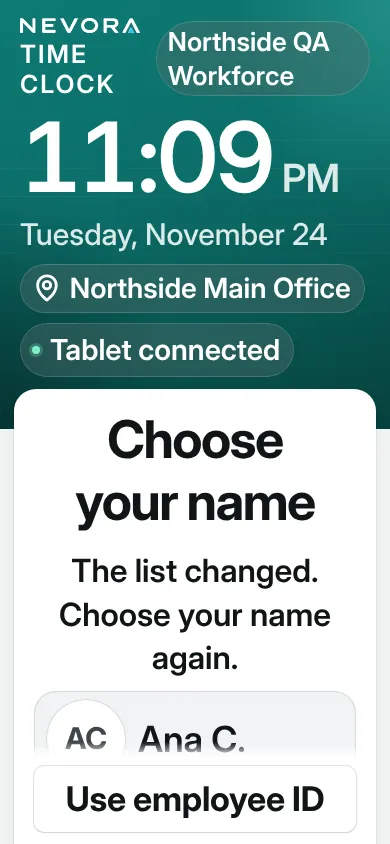 NEVORA
TIME
CLOCK
Northside QA
Workforce
11:09 PM
Tuesday, November 24
Northside Main Office
Tablet connected
Choose
your name
The list changed.
Choose your name
again.
AC Ana C.
Use employee ID